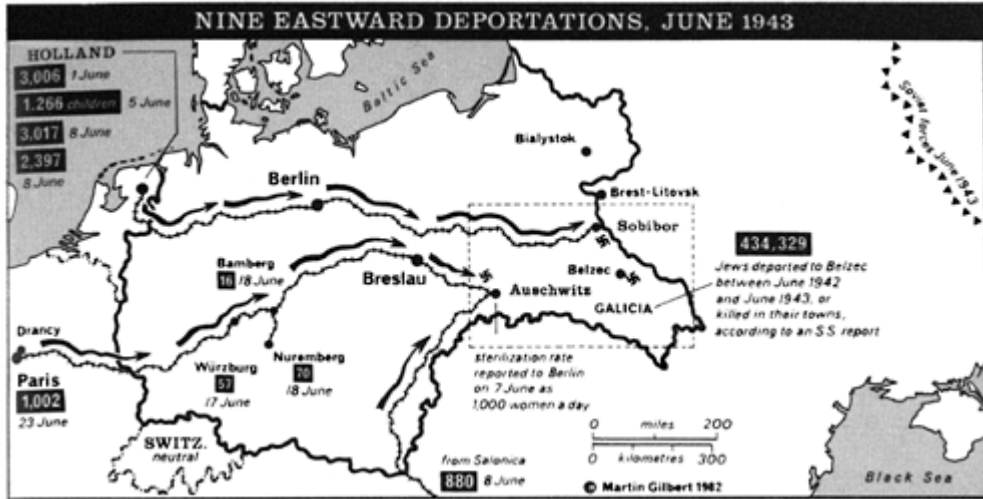 NINE EASTWARD DEPORTATIONS, JUNE 1943
HOLLAND
3,006 1 June
1.266 children 5 June
3,017 8 June
2,397
8 June
Baltic Sea
Soviet forces June 1943
Bialystok
Berlin
Brest-Litovsk
Sobibor
434,329
Jews deported to Belzec
between June 1942
and June 1943, or
killed in their towns,
according to an S.S. report
Bamberg
16 18 June
Breslau
Belzec
Auschwitz
GALICIA
Drancy
Paris
1,002
23 June
Würzburg
57
17 June
Nuremberg
70
18 June
sterilization rate
reported to Berlin
on 7 June as
1,000 women a day
SWITZ.
neutral
0 miles 200
0 kilometres 300
from Salonica
880 8 June
© Martin Gilbert 1982
Black Sea